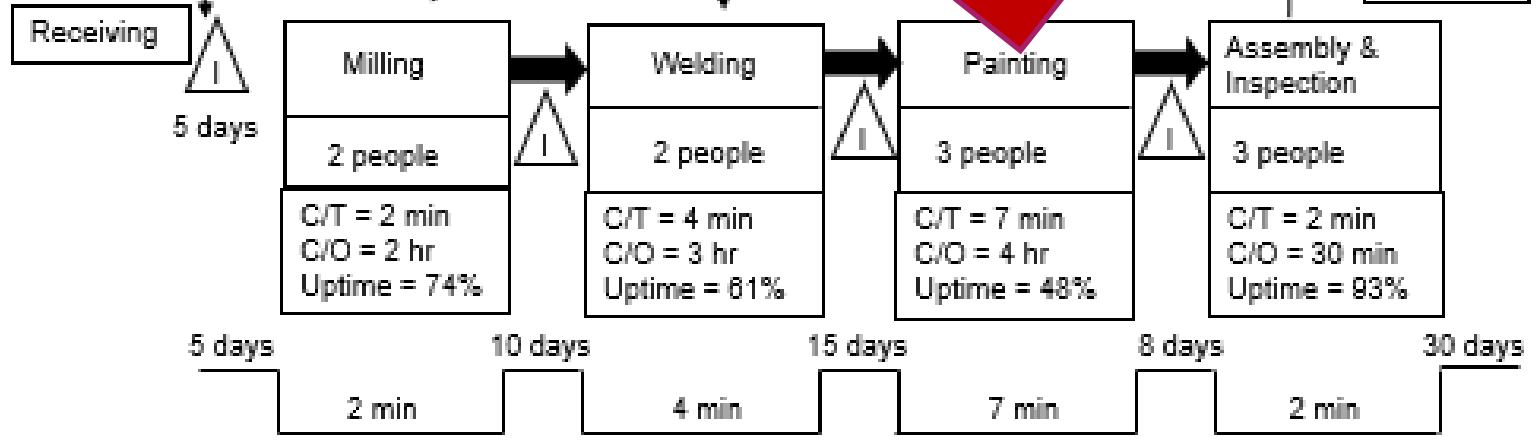 Receiving
I
5 days
Milling
2 people
C/T = 2 min
C/O = 2 hr
Uptime = 74%
I
Welding
2 people
C/T = 4 min
C/O = 3 hr
Uptime = 61%
I
Painting
3 people
C/T = 7 min
C/O = 4 hr
Uptime = 48%
I
Assembly &
Inspection
3 people
C/T = 2 min
C/O = 30 min
Uptime = 93%
5 days
10 days
15 days
8 days
30 days
2 min
4 min
7 min
2 min